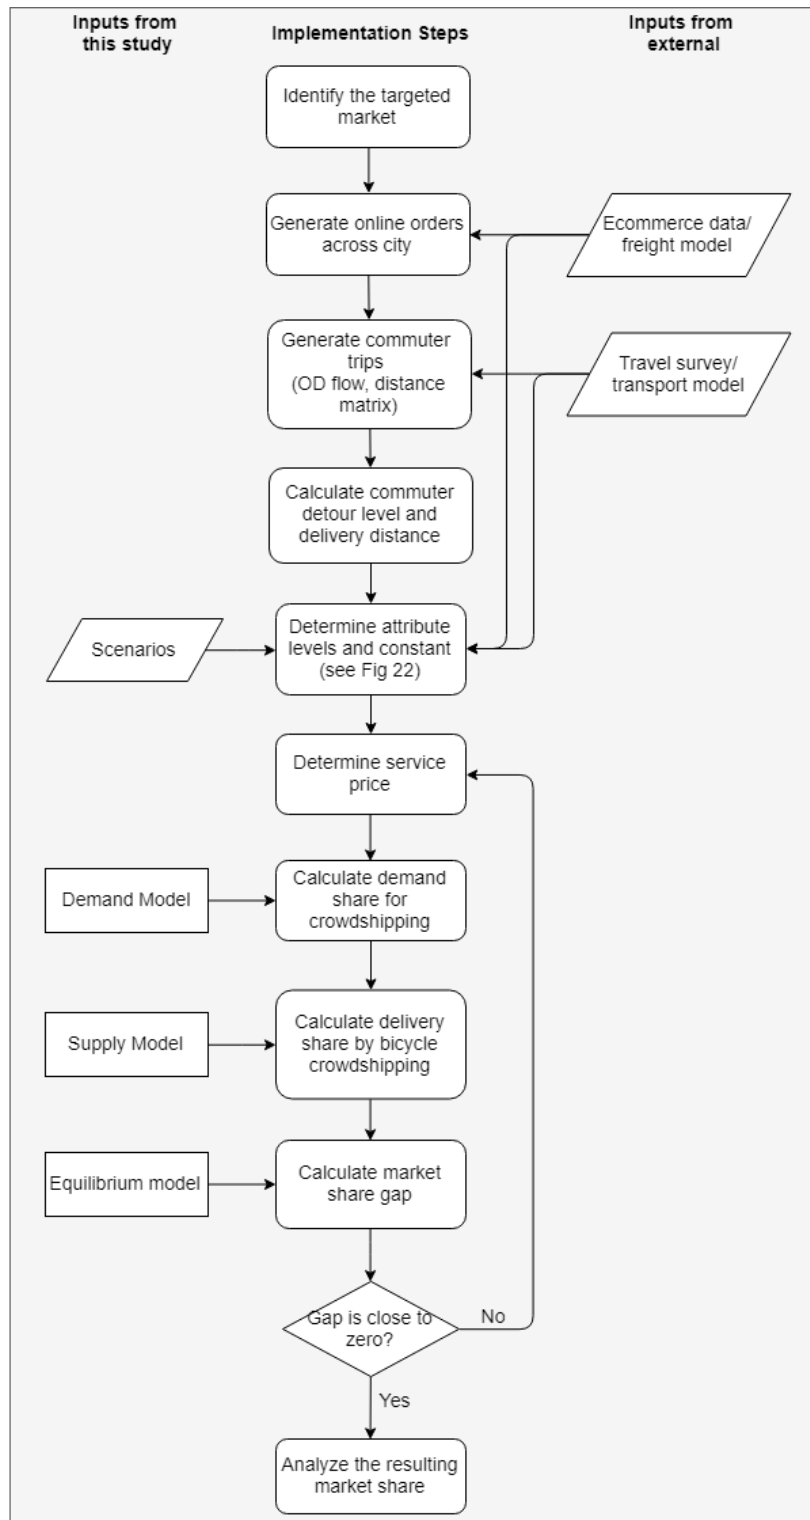 Inputs from
this study
Implementation Steps
Inputs from
external
Identify the targeted
market
Generate online orders
across city
Ecommerce data/
freight model
Generate commuter
trips
(OD flow, distance
matrix)
Travel survey/
transport model
Calculate commuter
detour level and
delivery distance
Scenarios
Determine attribute
levels and constant
(see Fig 22)
Determine service
price
Demand Model
Calculate demand
share for
crowdshipping
Supply Model
Calculate delivery
share by bicycle
crowdshipping
Equilibrium model
Calculate market
share gap
Gap is close to
zero?
No
Yes
Analyze the resulting
market share